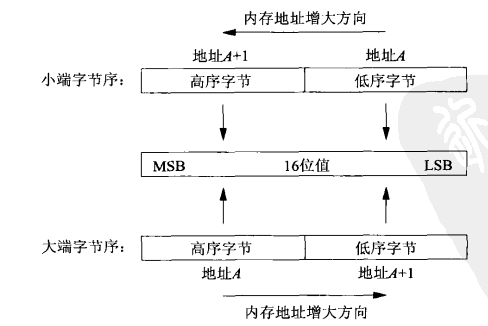 内存地址增大方向
地址A+1 地址A
小端字节序： 高序字节 低序字节
MSB 16位值 LSB
大端字节序： 高序字节 低序字节
地址A 地址A+1
内存地址增大方向